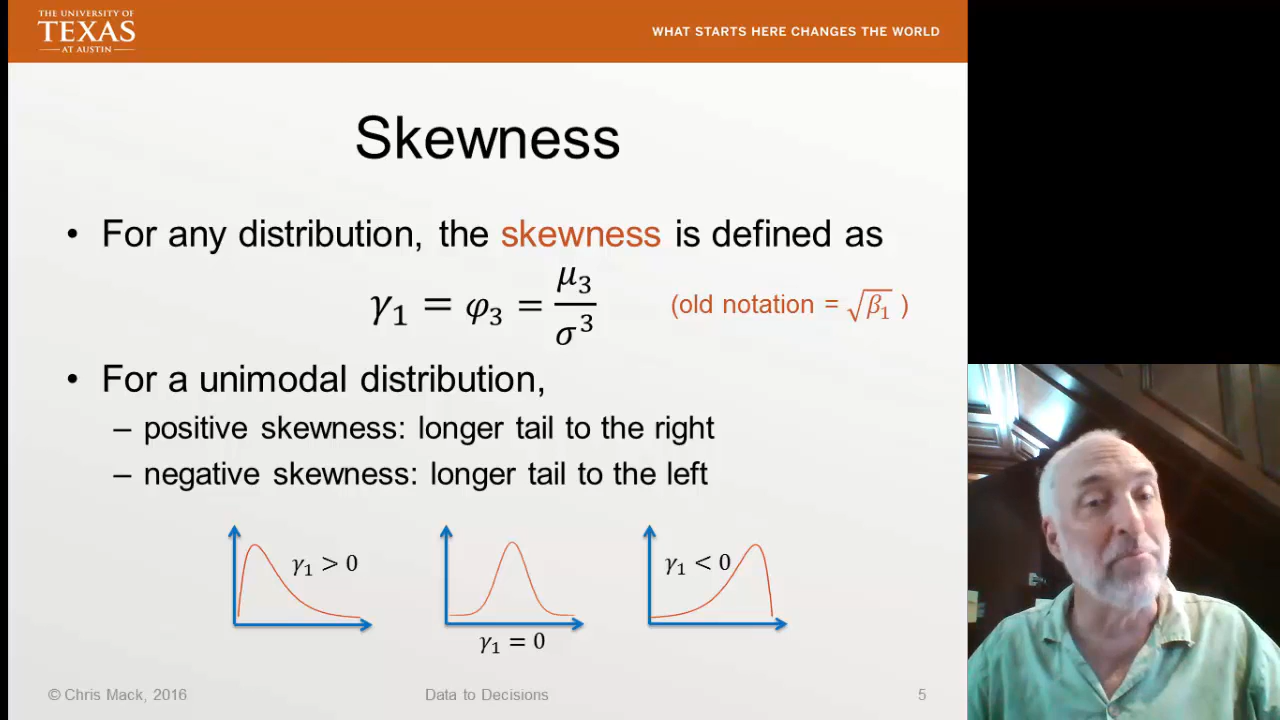 THE UNIVERSITY OF
TEXAS
AT AUSTIN
WHAT STARTS HERE CHANGES THE WORLD
Skewness
• For any distribution, the skewness is defined as
γ₁ = φ₃ = μ₃/σ³ (old notation = √β₁ )
• For a unimodal distribution,
– positive skewness: longer tail to the right
– negative skewness: longer tail to the left
γ₁ > 0
γ₁ < 0
γ₁ = 0
© Chris Mack, 2016
Data to Decisions
5